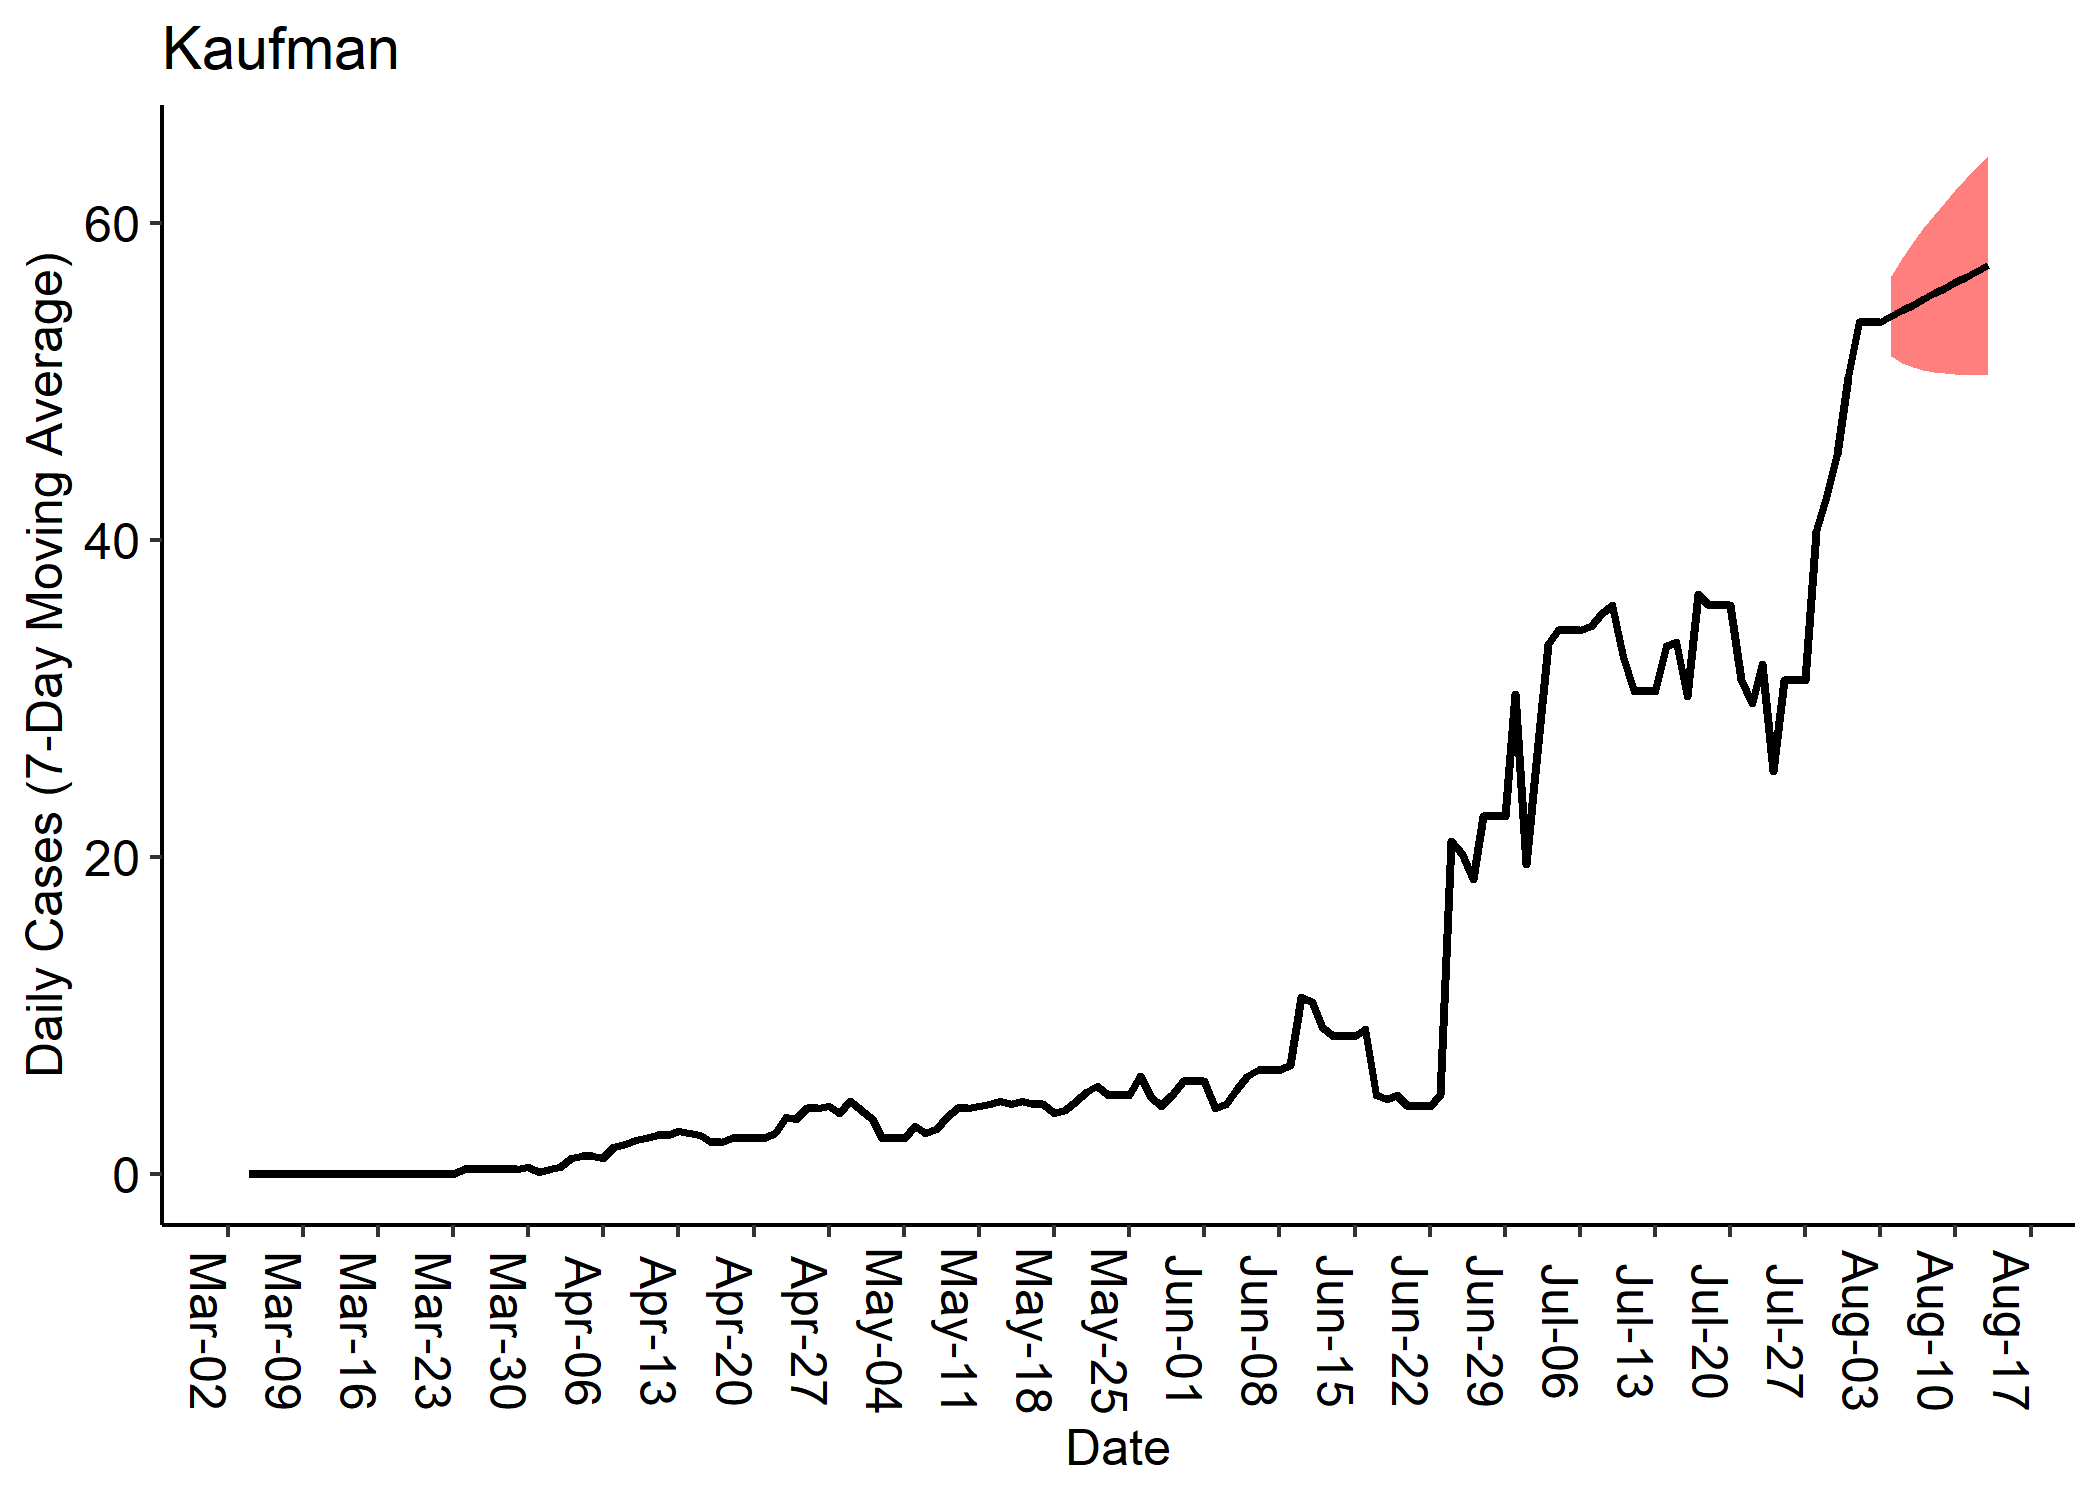 Kaufman
Daily Cases (7-Day Moving Average)
60
40
20
0
Mar-02
Mar-09
Mar-16
Mar-23
Mar-30
Apr-06
Apr-13
Apr-20
Apr-27
May-04
May-11
May-18
May-25
Jun-01
Jun-08
Jun-15
Jun-22
Jun-29
Jul-06
Jul-13
Jul-20
Jul-27
Aug-03
Aug-10
Aug-17
Date